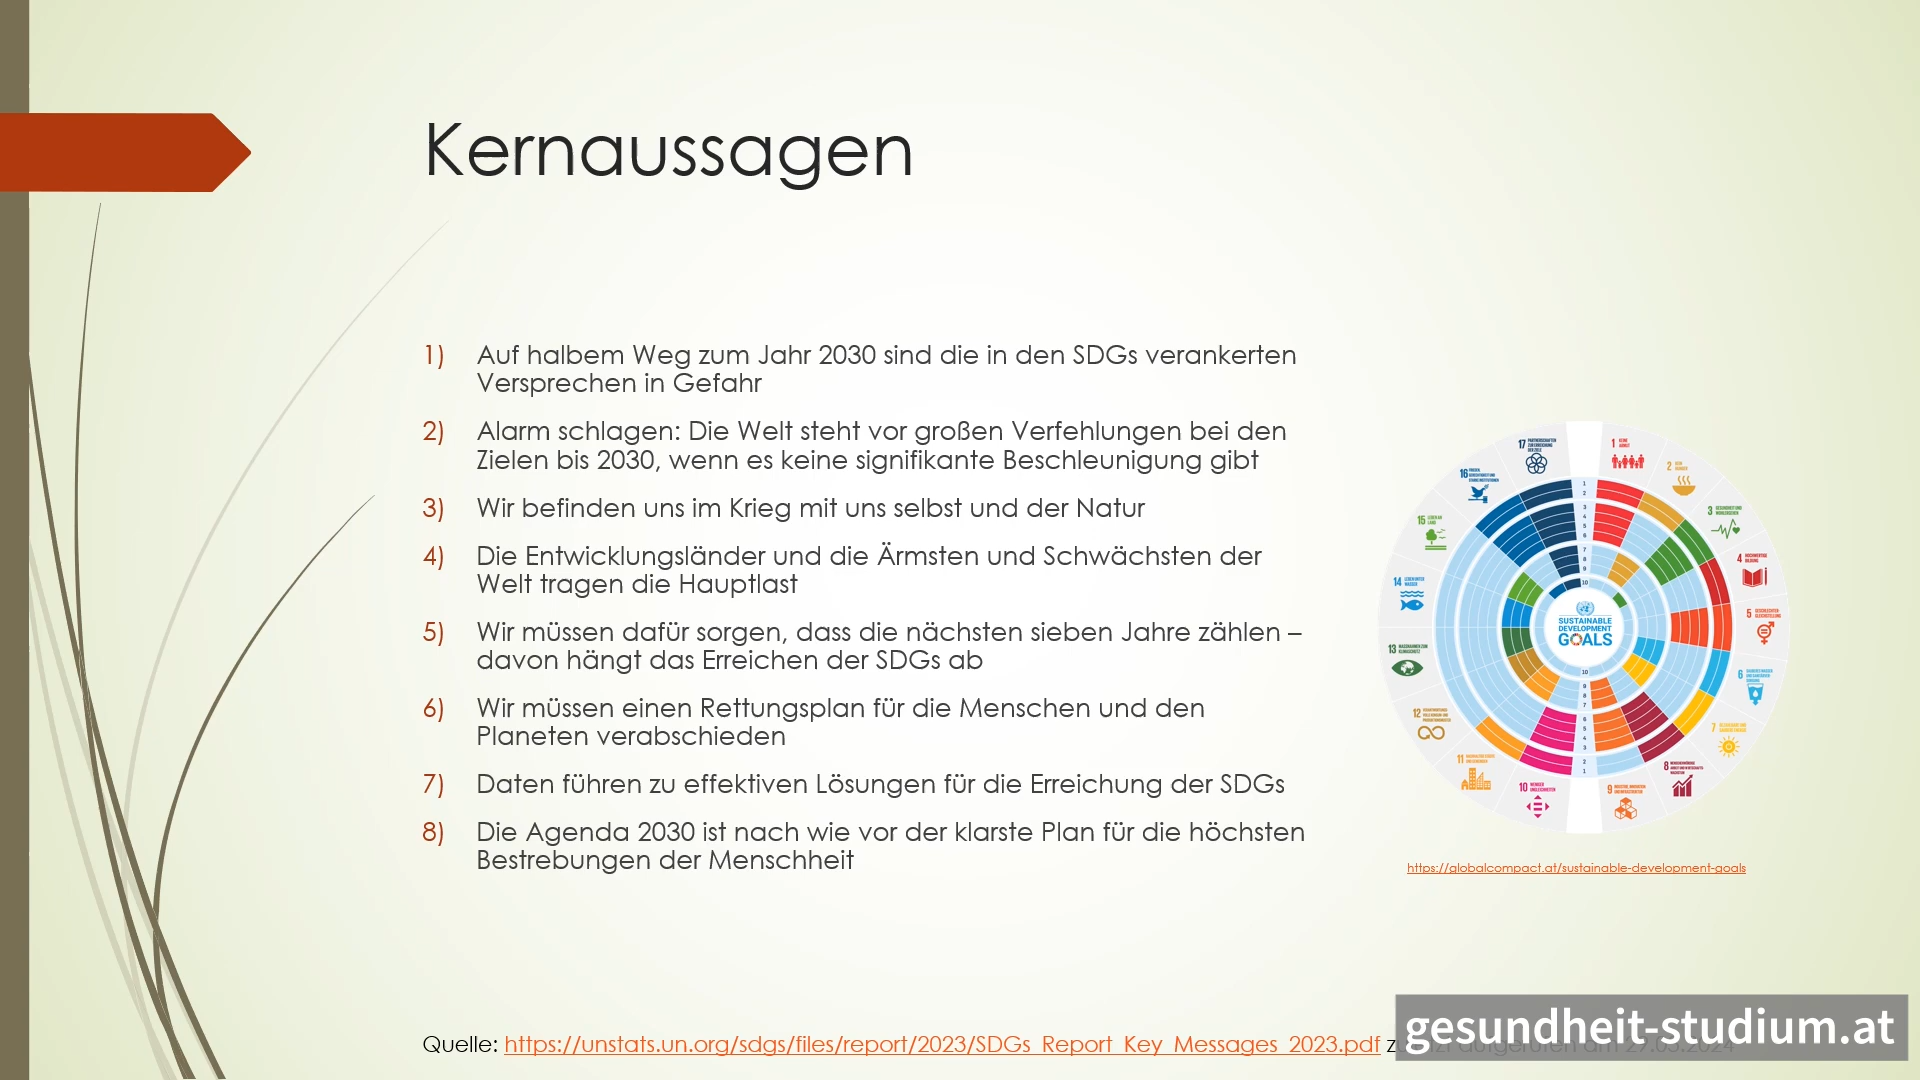 Kernaussagen
1) Auf halbem Weg zum Jahr 2030 sind die in den SDGs verankerten
Versprechen in Gefahr
2) Alarm schlagen: Die Welt steht vor großen Verfehlungen bei den
Zielen bis 2030, wenn es keine signifikante Beschleunigung gibt
3) Wir befinden uns im Krieg mit uns selbst und der Natur
4) Die Entwicklungsländer und die Ärmsten und Schwächsten der
Welt tragen die Hauptlast
5) Wir müssen dafür sorgen, dass die nächsten sieben Jahre zählen –
davon hängt das Erreichen der SDGs ab
6) Wir müssen einen Rettungsplan für die Menschen und den
Planeten verabschieden
7) Daten führen zu effektiven Lösungen für die Erreichung der SDGs
8) Die Agenda 2030 ist nach wie vor der klarste Plan für die höchsten
Bestrebungen der Menschheit
SUSTAINABLE
DEVELOPMENT
GOALS
https://globalcompact.at/sustainable-development-goals
Quelle: https://unstats.un.org/sdgs/files/report/2023/SDGs_Report_Key_Messages_2023.pdf
gesundheit-studium.at